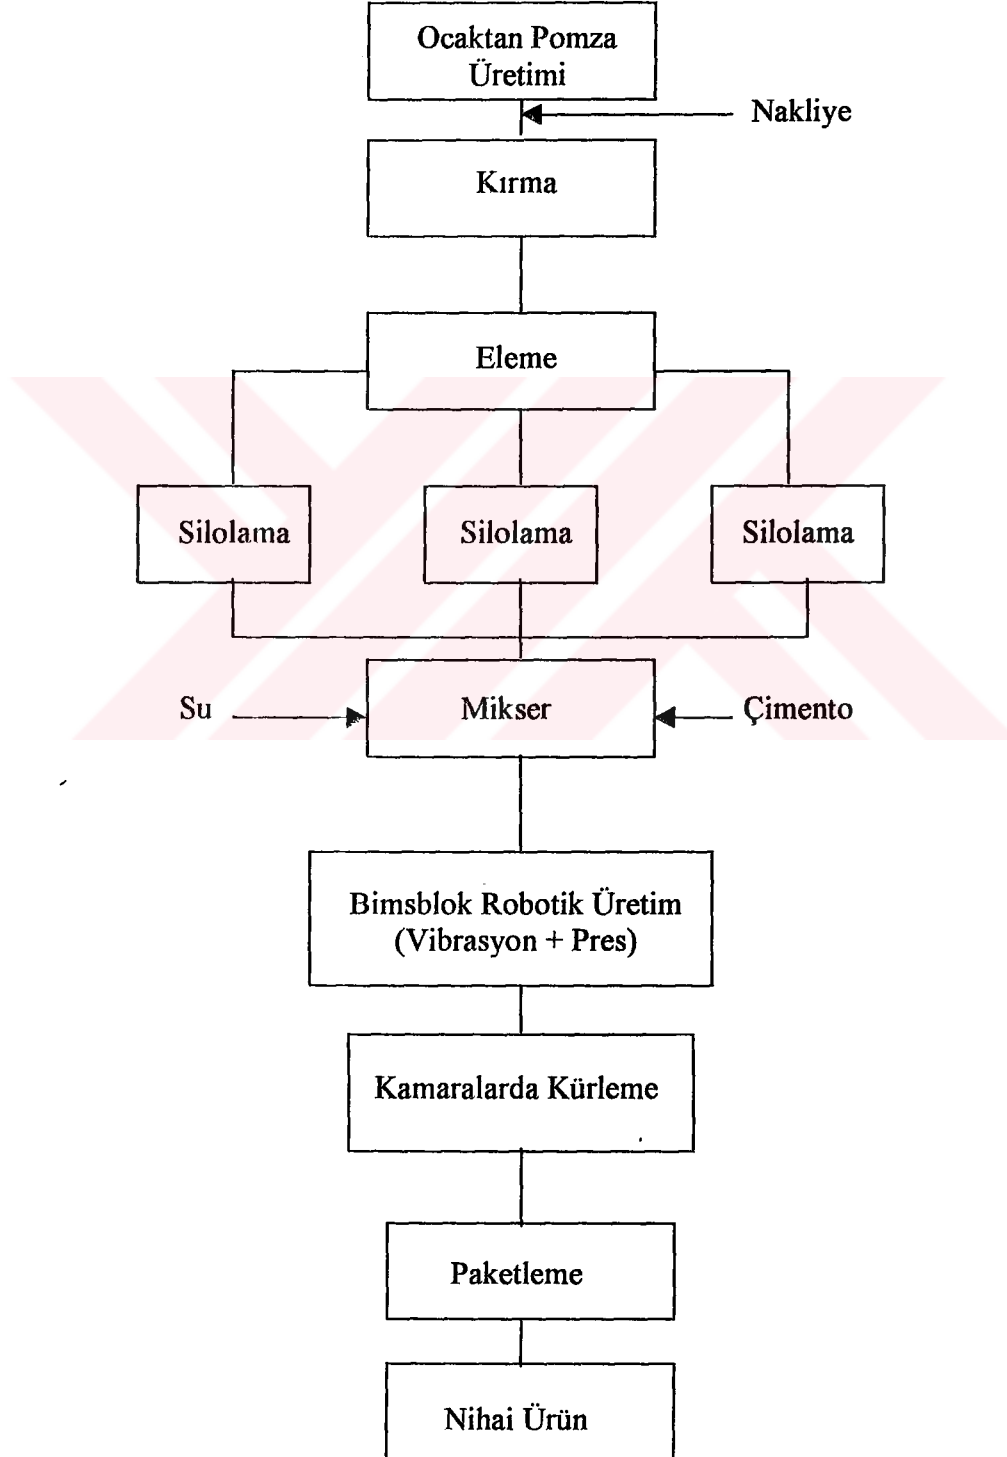 Ocaktan Pomza
Üretimi
Nakliye
Kırma
Eleme
Silolama
Silolama
Silolama
Su
Mikser
Çimento
Bimsblok Robotik Üretim
(Vibrasyon + Pres)
Kamaralarda Kürleme
Paketleme
Nihai Ürün